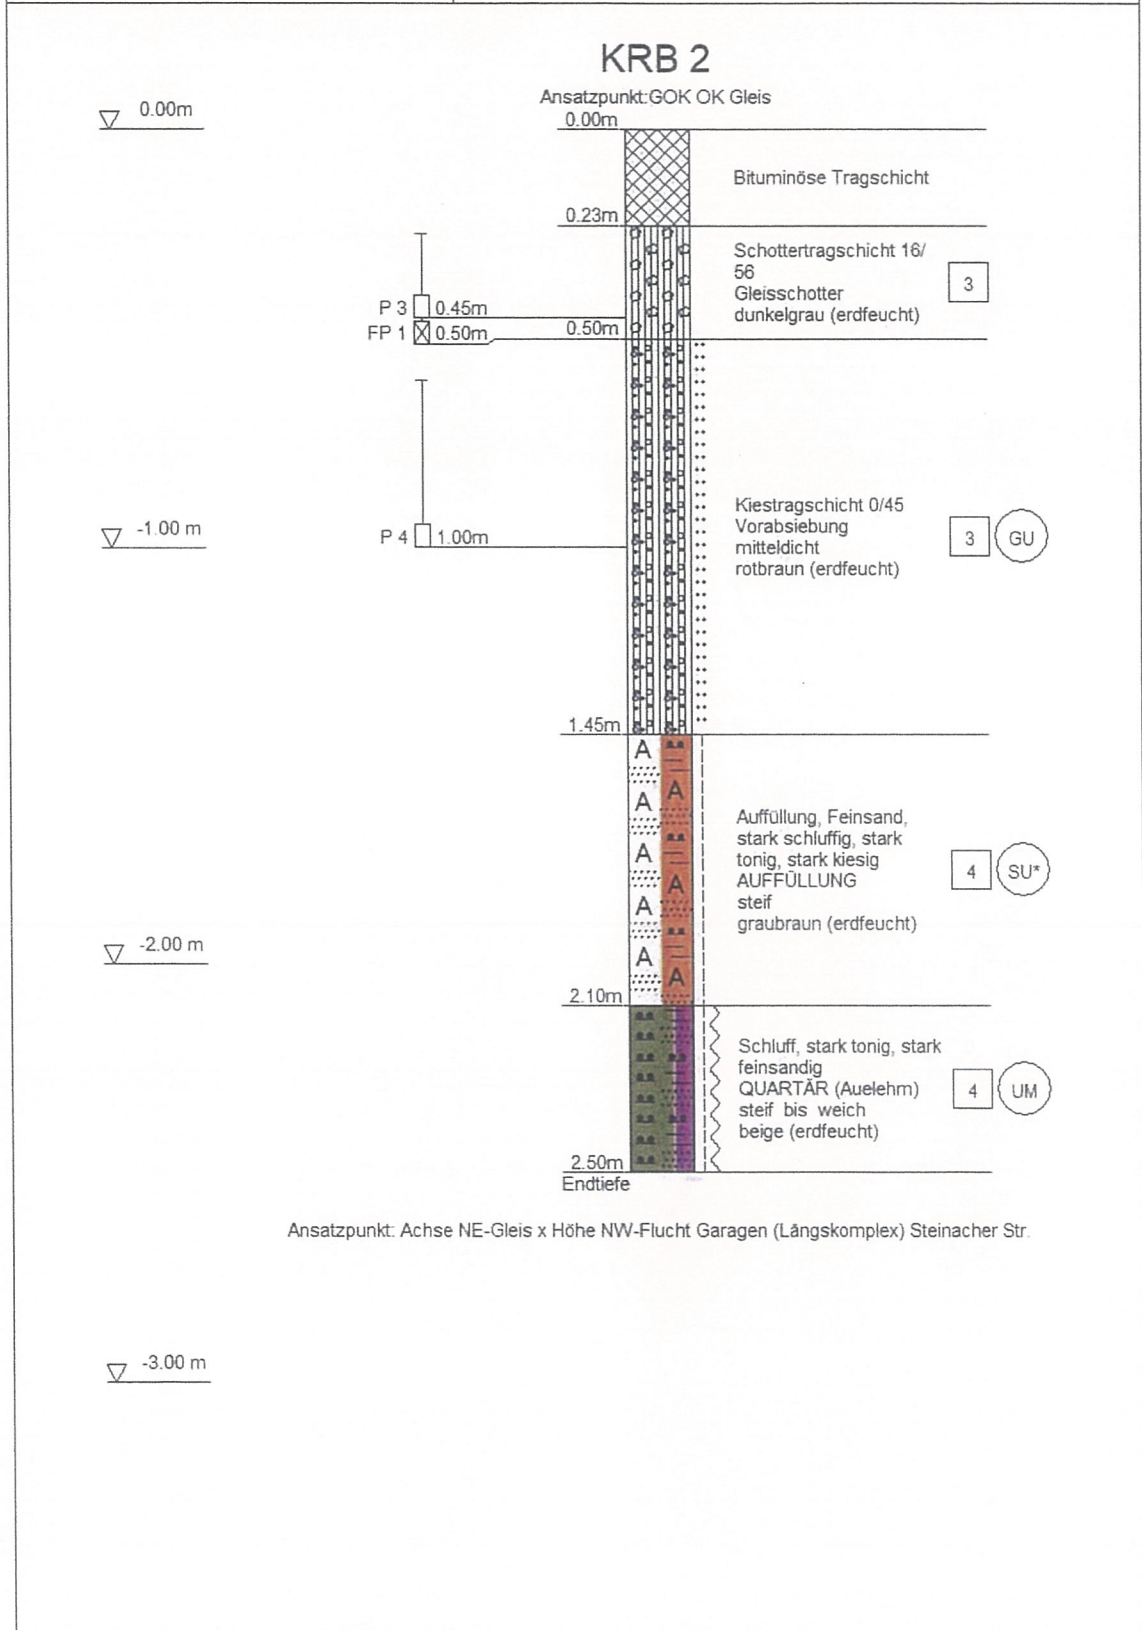 KRB 2
Ansatzpunkt:GOK OK Gleis
0.00m
0.00m
Bituminöse Tragschicht
0.23m
Schottertragschicht 16/
56
Gleisschotter
dunkelgrau (erdfeucht)
3
P 3 0.45m
FP 1 0.50m
0.50m
Kiestragschicht 0/45
Vorabsiebung
mitteldicht
rotbraun (erdfeucht)
3 GU
-1.00 m
P 4 1.00m
1.45m
A
A
A
A
A
A
A
A
Auffüllung, Feinsand,
stark schluffig, stark
tonig, stark kiesig
AUFFÜLLUNG
steif
graubraun (erdfeucht)
4 SU*
-2.00 m
2.10m
Schluff, stark tonig, stark
feinsandig
QUARTÄR (Auelehm)
steif bis weich
beige (erdfeucht)
4 UM
2.50m
Endtiefe
Ansatzpunkt: Achse NE-Gleis x Höhe NW-Flucht Garagen (Längskomplex) Steinacher Str.
-3.00 m